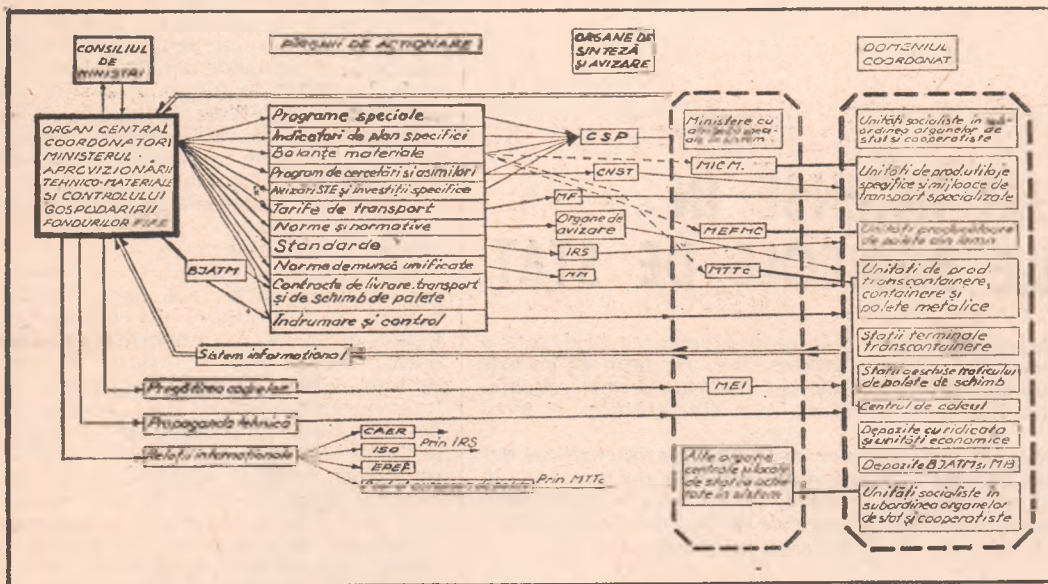 CONSILIUL
DE
MINIȘTRI
PÎRGHII DE ACȚIONARE
ORGANE DE
SINTEZĂ
ȘI AVIZARE
DOMENIUL
COORDONAT
ORGAN CENTRAL
COORDONATOR:
MINISTERUL
APROVIZIONĂRII
TEHNICO-MATERIALE
ȘI CONTROLULUI
GOSPODĂRIRII
FONDURILOR FIXE
BJATM
Programe speciale
Indicatori de plan specifici
Balanțe materiale
Program de cercetări și asimilări
Avizări STE și investiții specifice
Tarife de transport
Norme și normative
Standarde
Norme de muncă unificate
Contracte de livrare, transport
și de schimb de palete
Îndrumare și control
Sistem informațional
Pregătirea cadrelor
Propaganda tehnică
Relații internaționale
CAER
ISO
Prin IRS
EPEF
Prin MTTc
CSP
CNST
MF
Organe de
avizare
IRS
MM
Ministere cu
MICM.
MEFMC
MTTc
MEI
Alte organe
centrale și locale
de stat cu activi-
tate în sistem
Unități socialiste în subor-
dinea organelor de
stat și cooperatiste
Unități de prod. utilaje
specifice și mijloace de
transport specializate
Unități producătoare
de palete din lemn
Unități de prod.
transcontainere,
containere și
palete metalice
Stații terminale
transcontainere
Stații deschise traficului
de palete de schimb
Centrul de calcul
Depozite cu ridicata
și unități economice
Depozite BJATM și MB
Unități socialiste în
subordinea organelor
de stat și cooperatiste